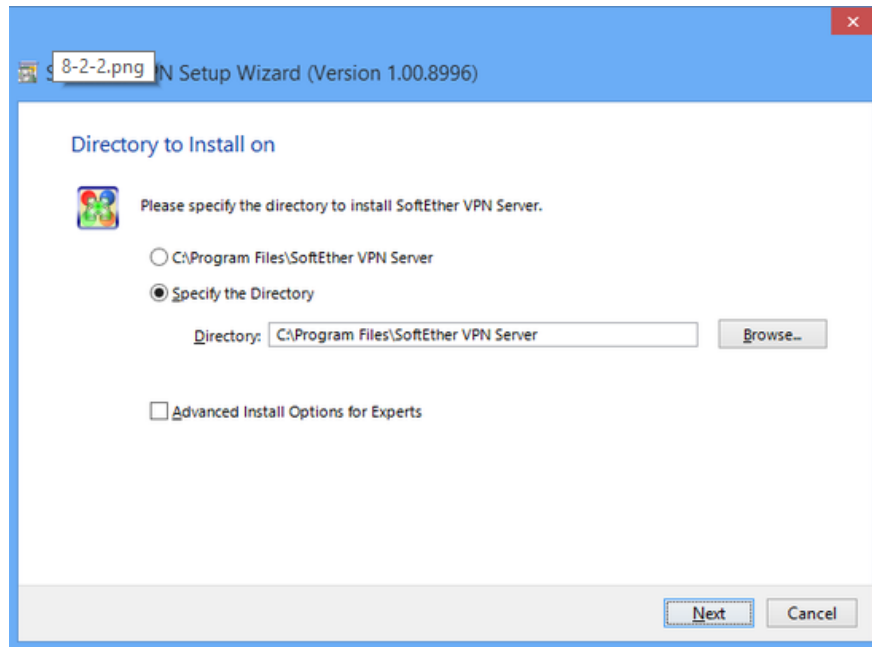 8-2-2.png
S N Setup Wizard (Version 1.00.8996)
Directory to Install on
Please specify the directory to install SoftEther VPN Server.
C:\Program Files\SoftEther VPN Server
Specify the Directory
Directory: C:\Program Files\SoftEther VPN Server Browse...
Advanced Install Options for Experts
Next Cancel